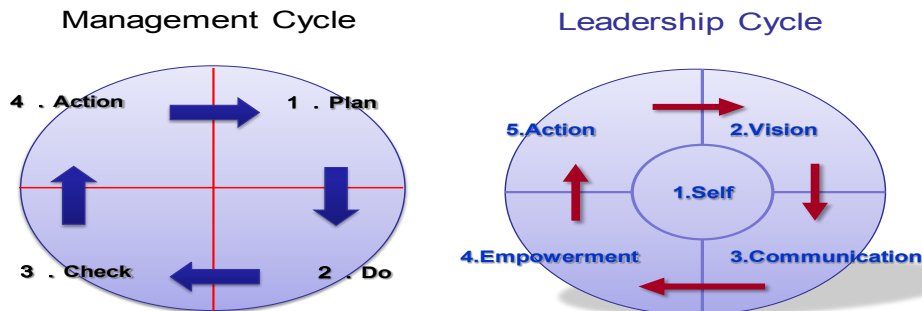 Management Cycle
4 . Action
1 . Plan
3 . Check
2 . Do
Leadership Cycle
5.Action
2.Vision
1.Self
4.Empowerment
3.Communication